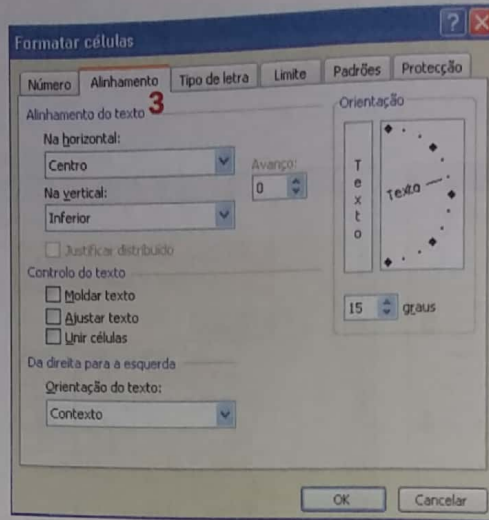 ?
Formatar células
Número Alinhamento Tipo de letra Limite Padrões Protecção
3
Alinhamento do texto
Na horizontal:
Centro
Avanço:
0
Na vertical:
Inferior
Justificar distribuído
Controlo do texto
Moldar texto
Ajustar texto
Unir células
Da direita para a esquerda
Orientação do texto:
Contexto
Orientação
Texto
Texto
15 graus
OK Cancelar